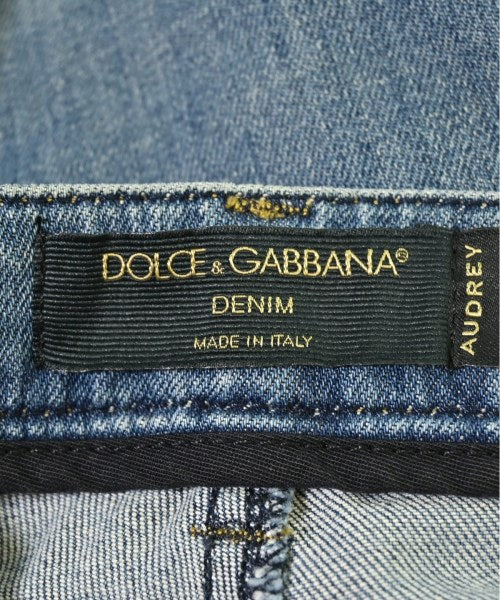 DOLCE & GABBANA®
DENIM
MADE IN ITALY
AUDREY